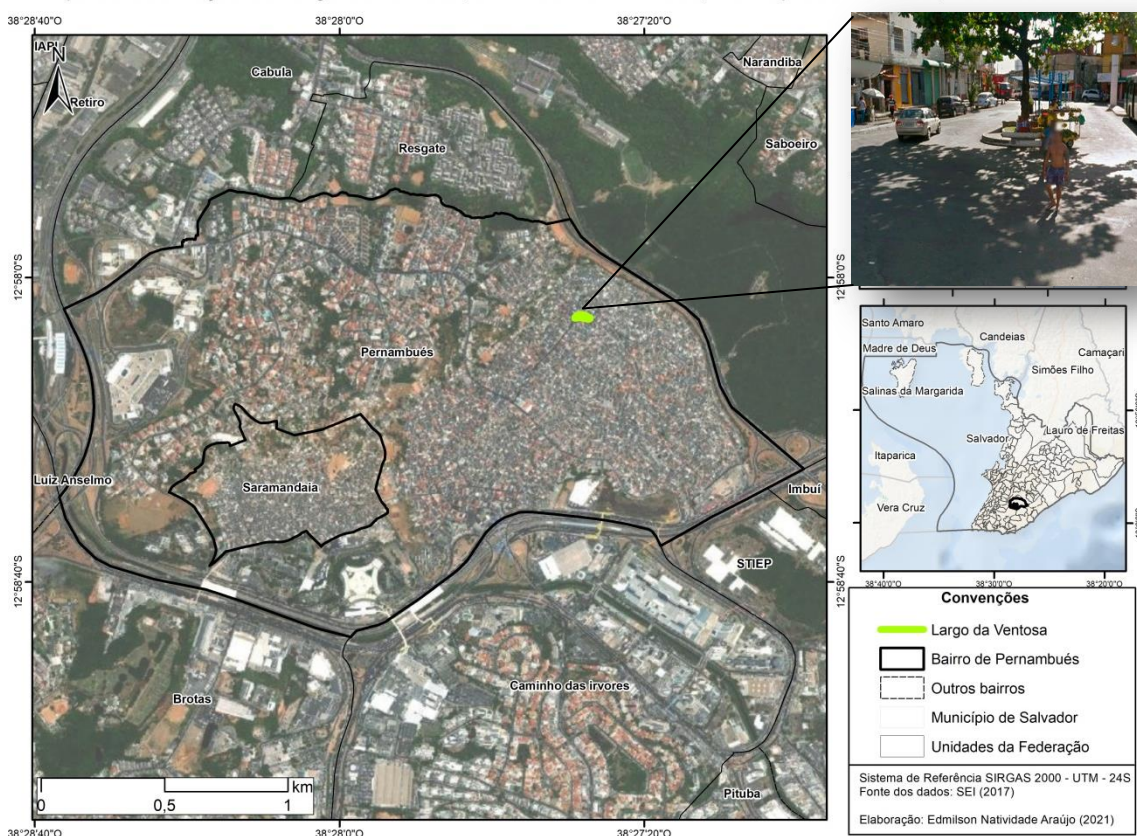 38°28'40"O
38°28'0"O
38°27'20"O
IAPI
Retiro
Cabula
Narandiba
Resgate
Saboeiro
12°58'0"S
12°58'0"S
Pernambués
Saramandaia
Luiz Anselmo
Imbuí
STIEP
12°58'40"S
12°58'40"S
Caminho das írvores
Brotas
Pituba
km
0
0,5
1
38°28'40"O
38°28'0"O
38°27'20"O
Santo Amaro
Candeias
Madre de Deus
Camaçari
Simões Filho
Salinas da Margarida
Lauro de Freitas
Salvador
Itaparica
Vera Cruz
38°40'0"O
38°30'0"O
38°20'0"O
Convenções
Largo da Ventosa
Bairro de Pernambués
Outros bairros
Município de Salvador
Unidades da Federação
Sistema de Referência SIRGAS 2000 - UTM - 24S
Fonte dos dados: SEI (2017)
Elaboração: Edmilson Natividade Araújo (2021)